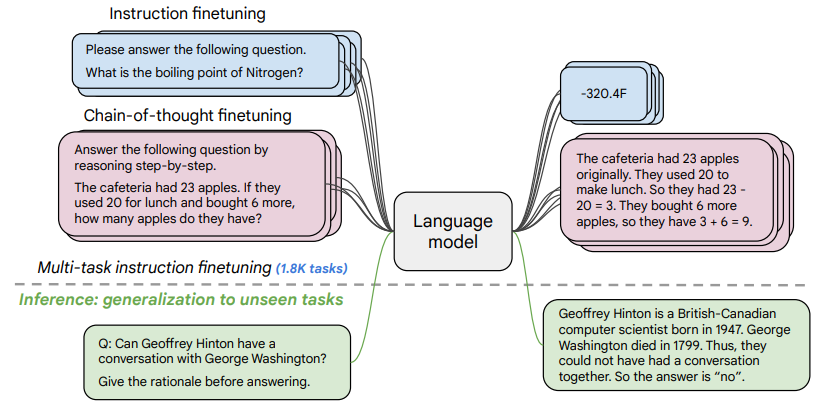 Instruction finetuning
Please answer the following question.
What is the boiling point of Nitrogen?
-320.4F
Chain-of-thought finetuning
Answer the following question by
reasoning step-by-step.
The cafeteria had 23 apples. If they
used 20 for lunch and bought 6 more,
how many apples do they have?
Language
model
The cafeteria had 23 apples
originally. They used 20 to
make lunch. So they had 23 -
20 = 3. They bought 6 more
apples, so they have 3 + 6 = 9.
Multi-task instruction finetuning (1.8K tasks)
Inference: generalization to unseen tasks
Q: Can Geoffrey Hinton have a
conversation with George Washington?
Give the rationale before answering.
Geoffrey Hinton is a British-Canadian
computer scientist born in 1947. George
Washington died in 1799. Thus, they
could not have had a conversation
together. So the answer is “no”.